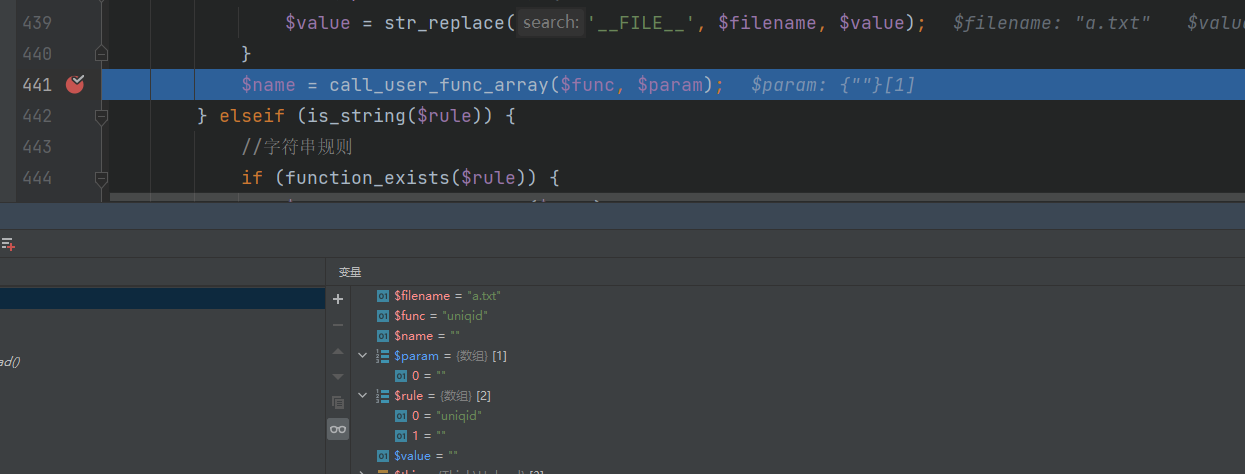 439 $value = str_replace( search: '__FILE__', $filename, $value); $filename: "a.txt" $valu
440 }
441 $name = call_user_func_array($func, $param); $param: {""}[1]
442 } elseif (is_string($rule)) {
443 //字符串规则
444 if (function_exists($rule)) {
变量
$filename = "a.txt"
$func = "uniqid"
$name = ""
ad()
$param = {数组} [1]
0 = ""
$rule = {数组} [2]
0 = "uniqid"
1 = ""
$value = ""